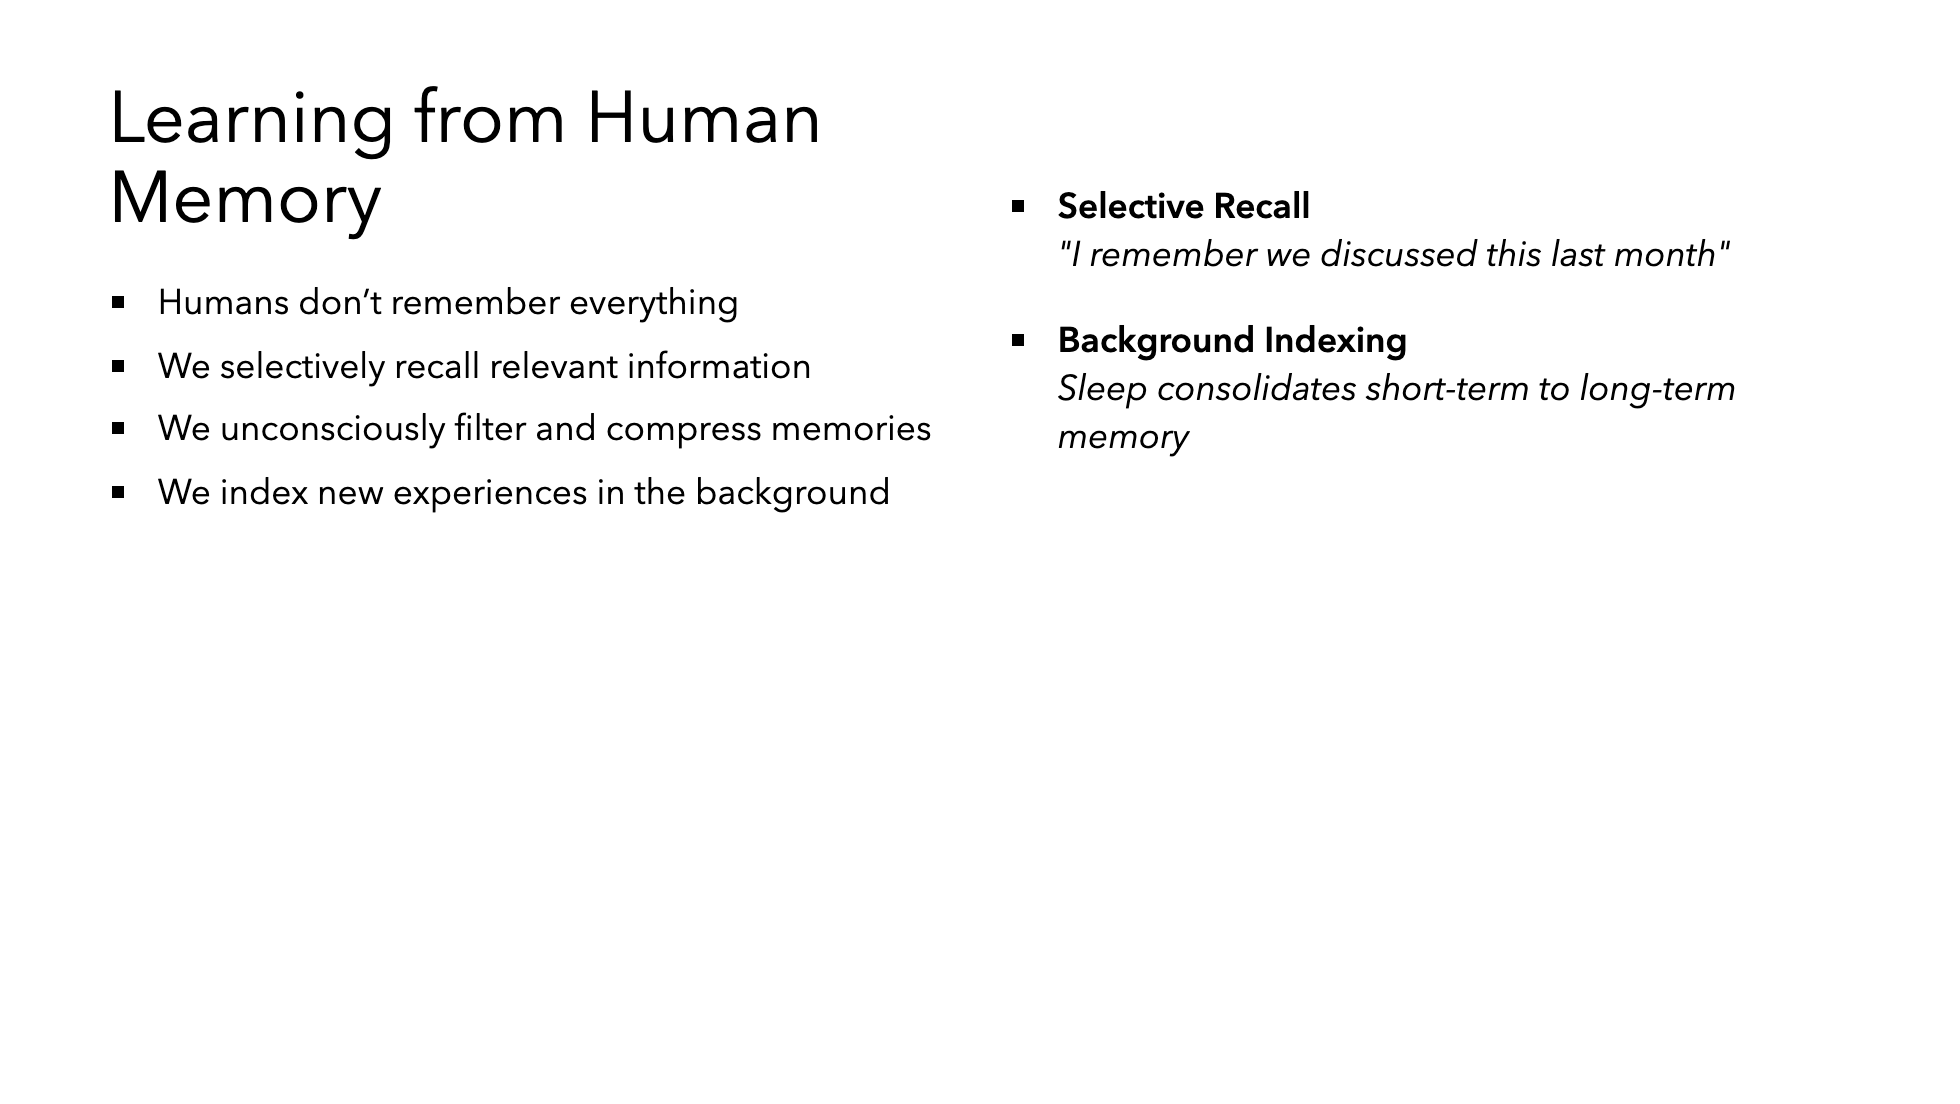 Learning from Human
Memory
▪ Humans don’t remember everything
▪ We selectively recall relevant information
▪ We unconsciously filter and compress memories
▪ We index new experiences in the background
▪ Selective Recall
"I remember we discussed this last month"
▪ Background Indexing
Sleep consolidates short-term to long-term
memory